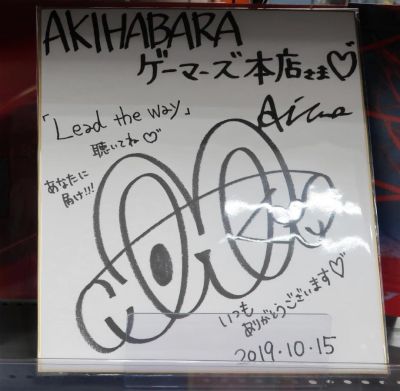 AKIHABARA
ゲーマーズ本店さま♡
「Lead the way」
聴いてね♡
Aina
あなたに
届け!!!
いつも
ありがとうございます♡
2019.10.15